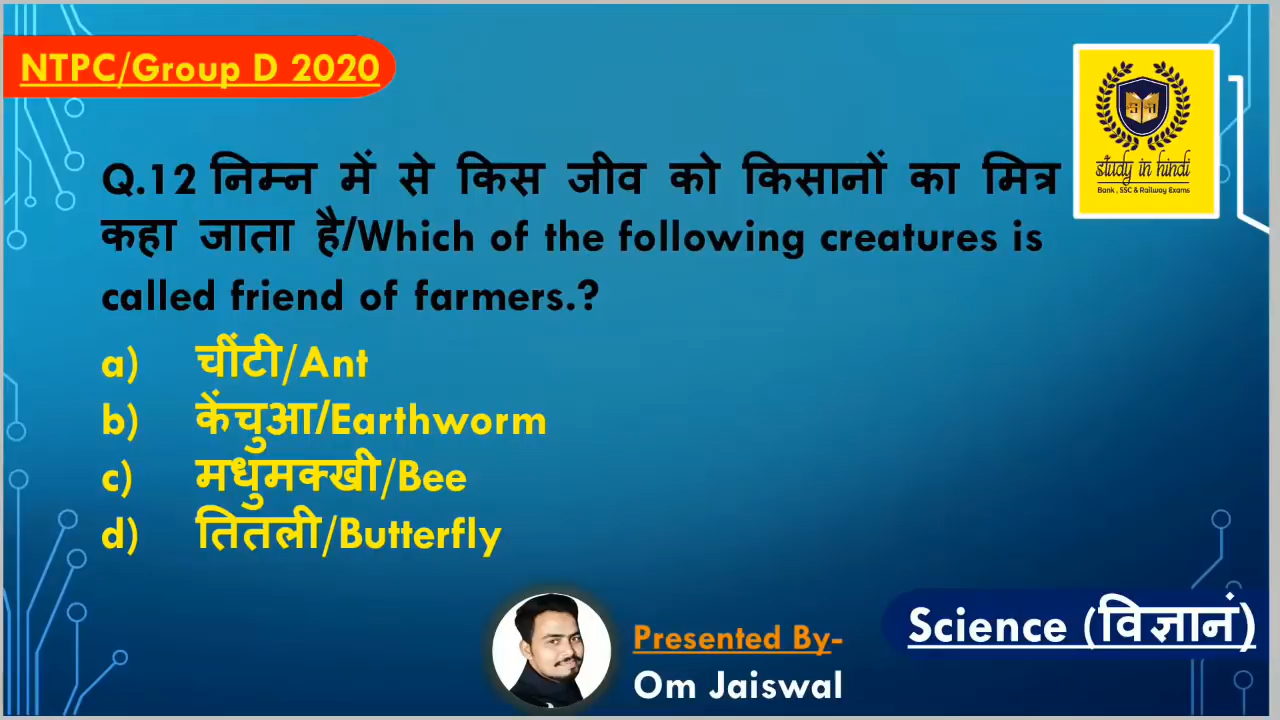 NTPC/Group D 2020
Q.12 निम्न में से किस जीव को किसानों का मित्र
कहा जाता है/Which of the following creatures is
called friend of farmers.?
a) चींटी/Ant
b) केंचुआ/Earthworm
c) मधुमक्खी/Bee
d) तितली/Butterfly
study in hindi
Bank , SSC & Railway Exams
Presented By-
Om Jaiswal
Science (विज्ञानं)